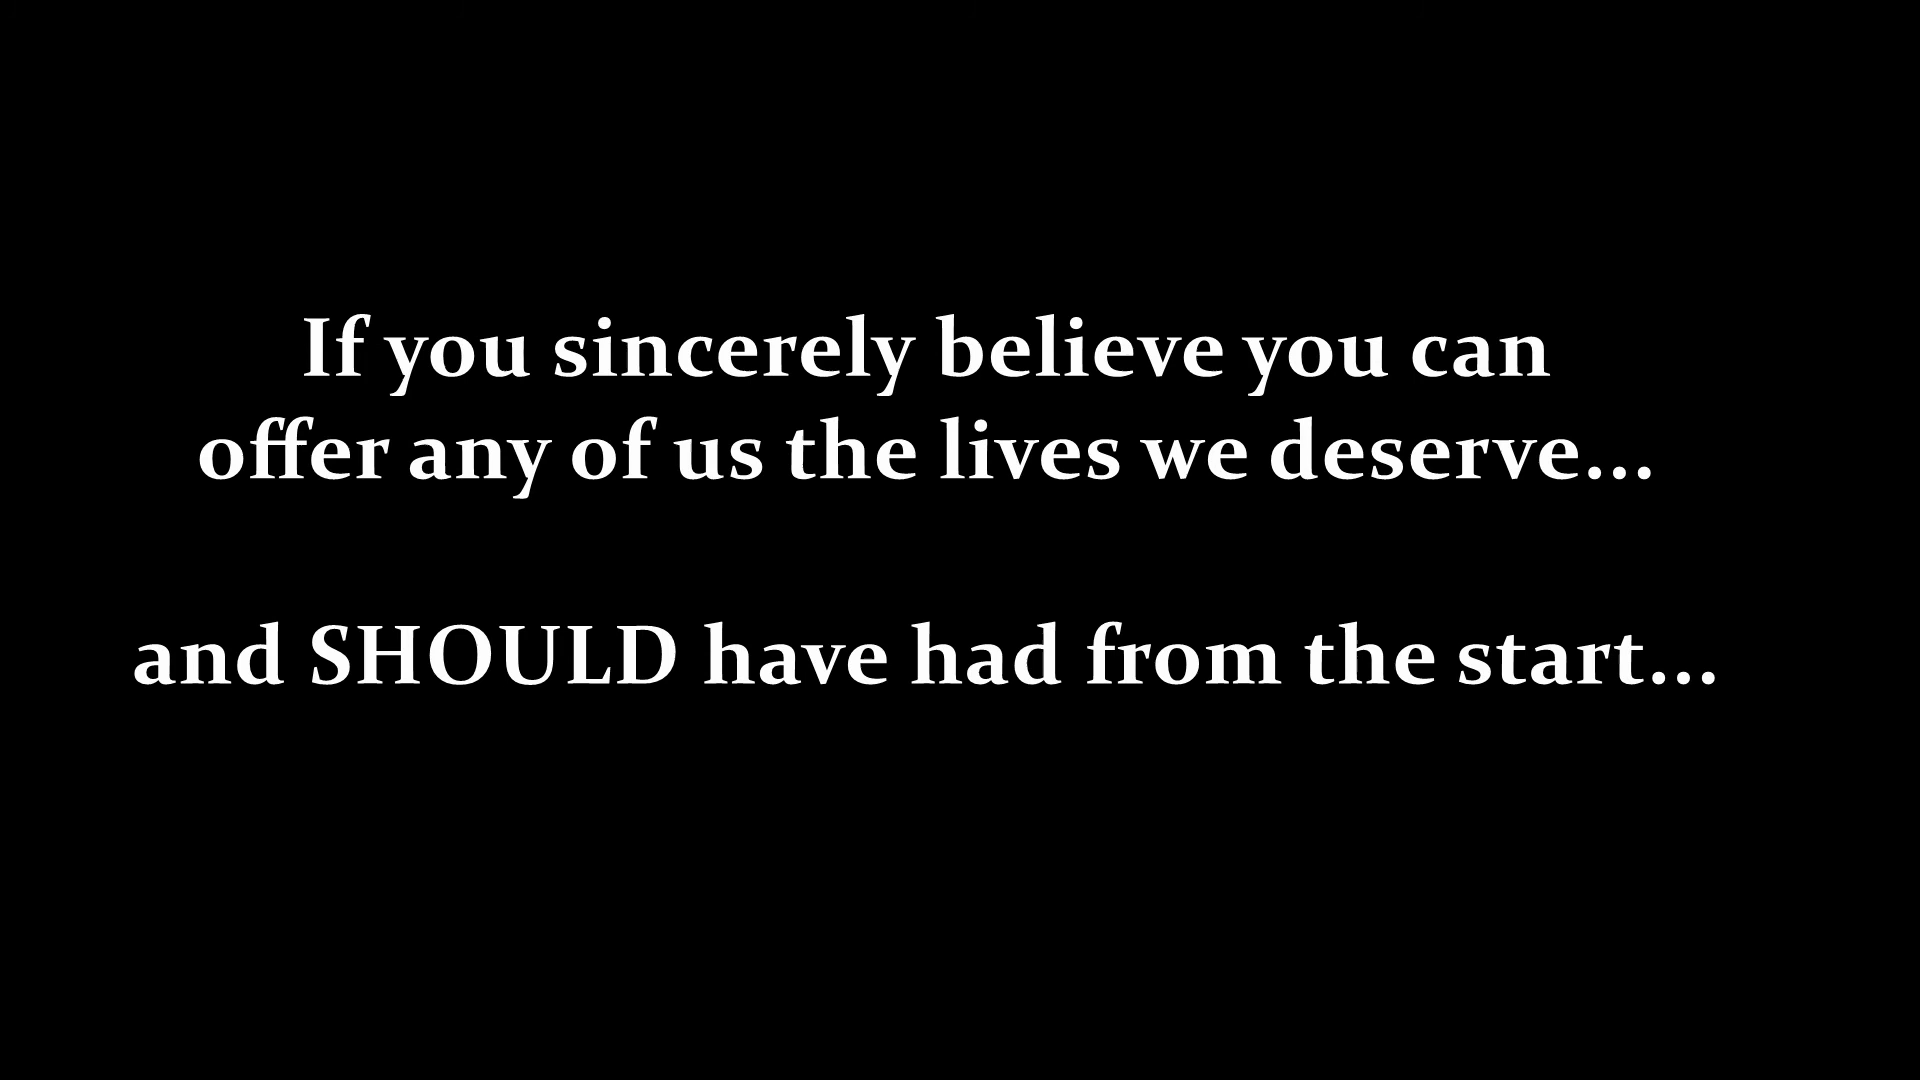 If you sincerely believe you can
offer any of us the lives we deserve...
and SHOULD have had from the start...